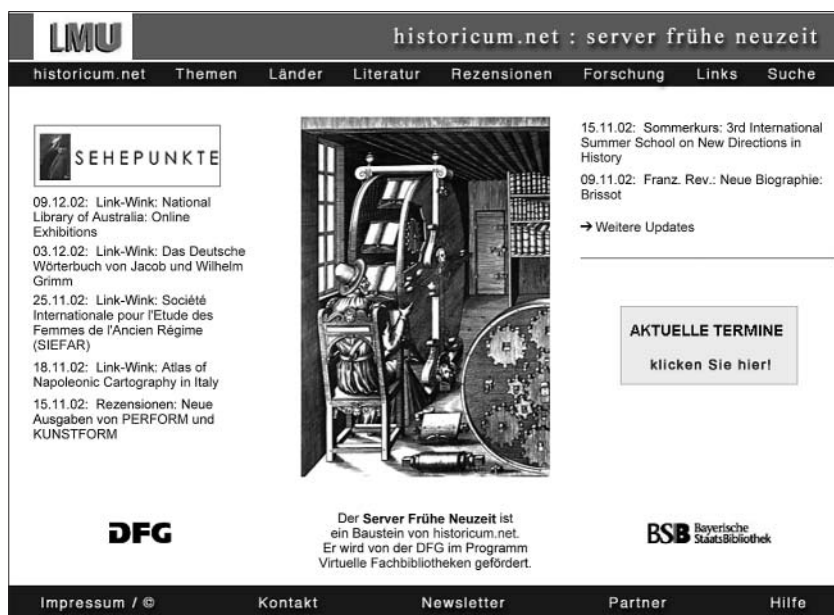 LMU
historicum.net : server frühe neuzeit
historicum.net Themen Länder Literatur Rezensionen Forschung Links Suche
SEHEPUNKTE
09.12.02: Link-Wink: National
Library of Australia: Online
Exhibitions
03.12.02: Link-Wink: Das Deutsche
Wörterbuch von Jacob und Wilhelm
Grimm
25.11.02: Link-Wink: Société
Internationale pour l'Etude des
Femmes de l'Ancien Régime
(SIEFAR)
18.11.02: Link-Wink: Atlas of
Napoleonic Cartography in Italy
15.11.02: Rezensionen: Neue
Ausgaben von PERFORM und
KUNSTFORM
15.11.02: Sommerkurs: 3rd International
Summer School on New Directions in
History
09.11.02: Franz. Rev.: Neue Biographie:
Brissot
→ Weitere Updates
AKTUELLE TERMINE
klicken Sie hier!
DFG
Der Server Frühe Neuzeit ist
ein Baustein von historicum.net.
Er wird von der DFG im Programm
Virtuelle Fachbibliotheken gefördert.
BSB Bayerische
StaatsBibliothek
Impressum / © Kontakt Newsletter Partner Hilfe